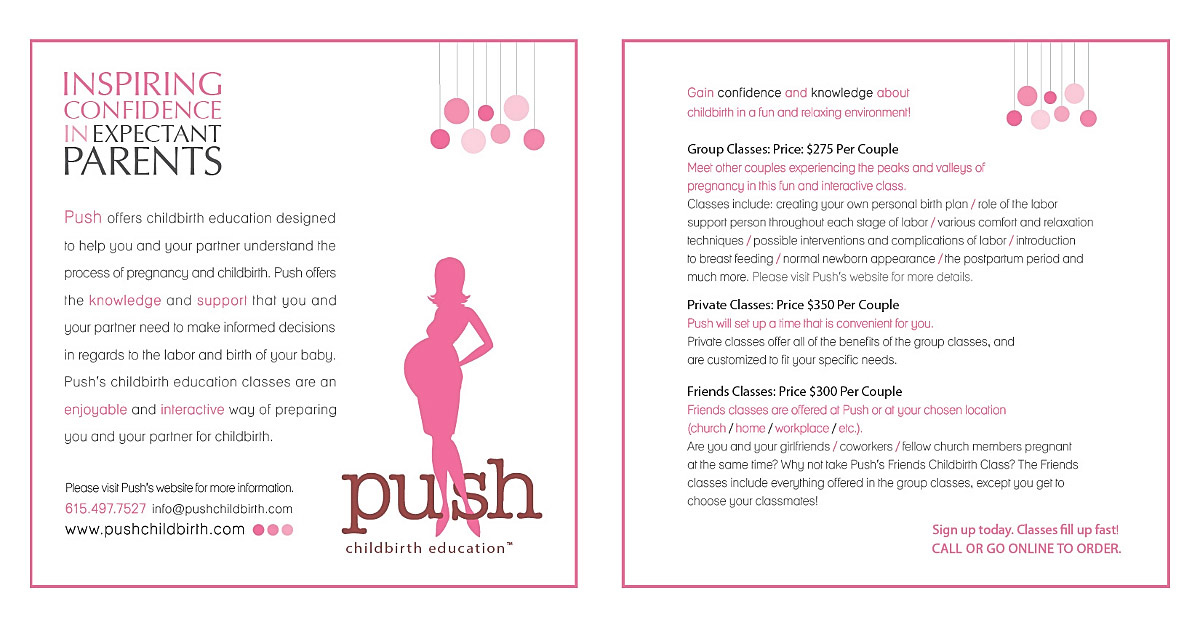 INSPIRING
CONFIDENCE
IN EXPECTANT
PARENTS
Push offers childbirth education designed
to help you and your partner understand the
process of pregnancy and childbirth. Push offers
the knowledge and support that you and
your partner need to make informed decisions
in regards to the labor and birth of your baby.
Push's childbirth education classes are an
enjoyable and interactive way of preparing
you and your partner for childbirth.
Please visit Push's website for more information.
615.497.7527 info@pushchildbirth.com
www.pushchildbirth.com
push
childbirth education™
Gain confidence and knowledge about
childbirth in a fun and relaxing environment!
Group Classes: Price: $275 Per Couple
Meet other couples experiencing the peaks and valleys of
pregnancy in this fun and interactive class.
Classes include: creating your own personal birth plan / role of the labor
support person throughout each stage of labor / various comfort and relaxation
techniques / possible interventions and complications of labor / introduction
to breast feeding / normal newborn appearance / the postpartum period and
much more. Please visit Push's website for more details.
Private Classes: Price $350 Per Couple
Push will set up a time that is convenient for you.
Private classes offer all of the benefits of the group classes, and
are customized to fit your specific needs.
Friends Classes: Price $300 Per Couple
Friends classes are offered at Push or at your chosen location
(church / home / workplace / etc.).
Are you and your girlfriends / coworkers / fellow church members pregnant
at the same time? Why not take Push's Friends Childbirth Class? The Friends
classes include everything offered in the group classes, except you get to
choose your classmates!
Sign up today. Classes fill up fast!
CALL OR GO ONLINE TO ORDER.